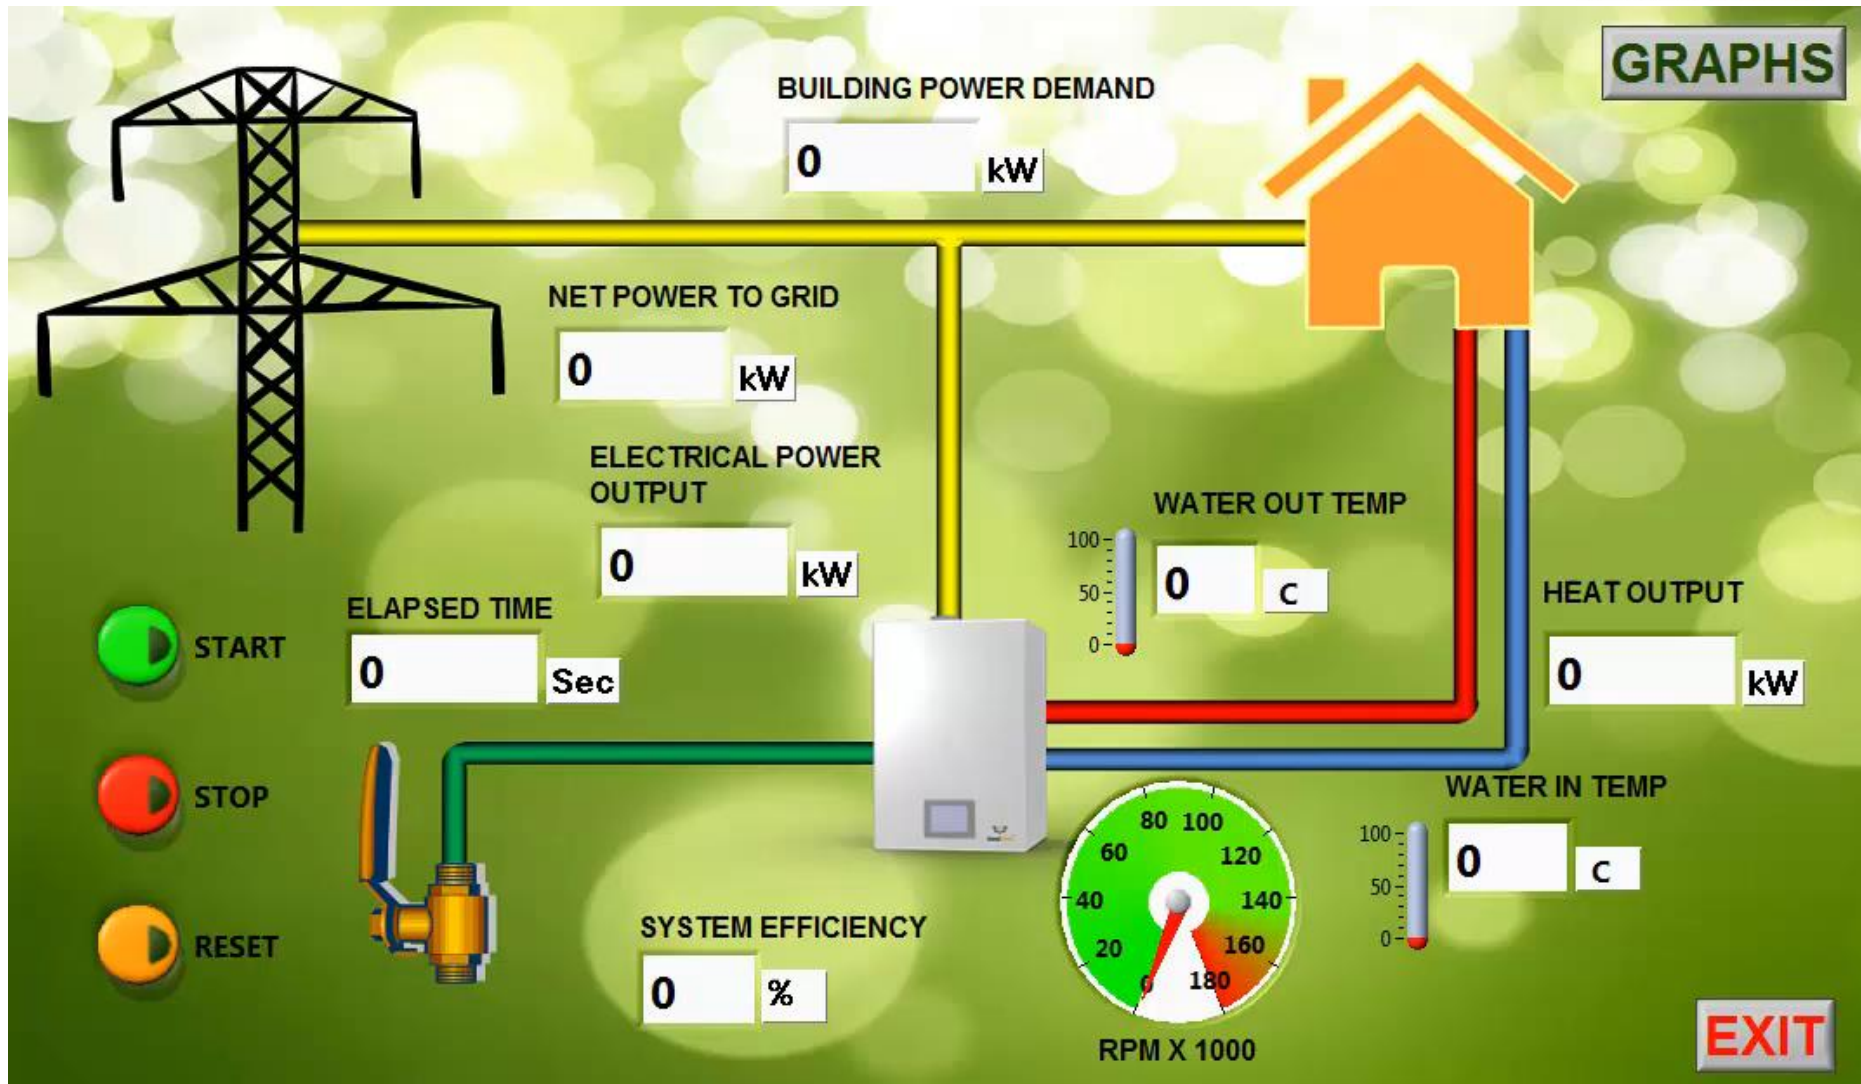 GRAPHS
BUILDING POWER DEMAND
0 kW
NET POWER TO GRID
0 kW
ELECTRICAL POWER
OUTPUT
0 kW
WATER OUT TEMP
100
50
0
0 C
HEAT OUTPUT
0 kW
ELAPSED TIME
0 Sec
START
STOP
RESET
WATER IN TEMP
100
50
0
0 C
SYSTEM EFFICIENCY
0 %
0 20 40 60 80 100 120 140 160 180
RPM X 1000
EXIT